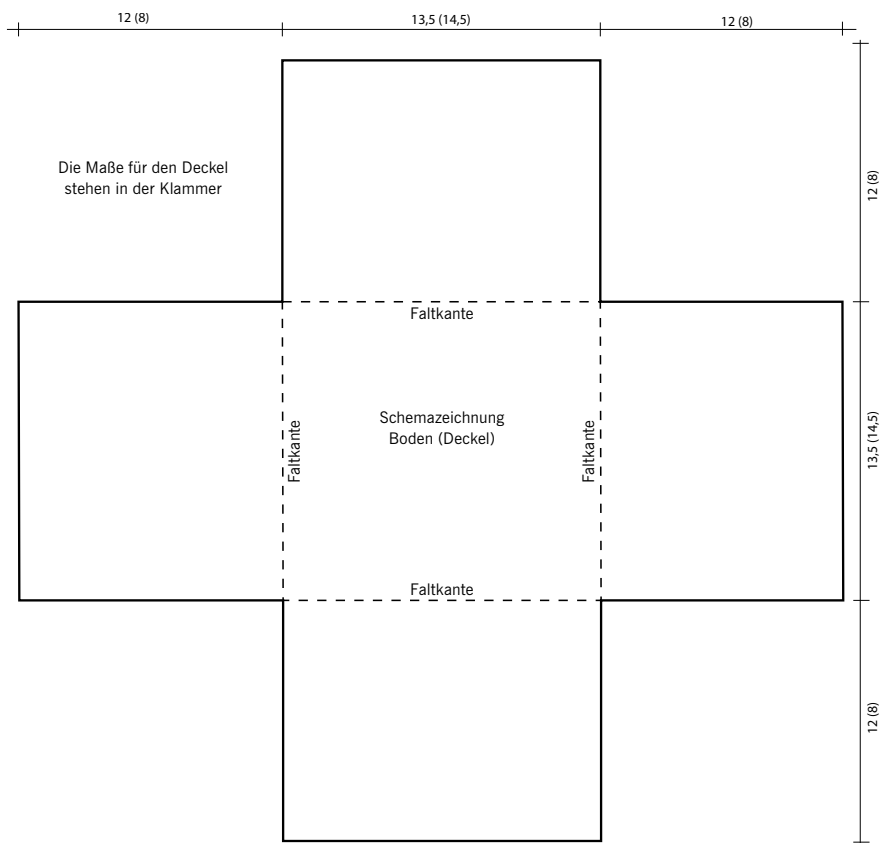 12 (8)
13,5 (14,5)
12 (8)
Die Maße für den Deckel
stehen in der Klammer
12 (8)
Faltkante
Schemazeichnung
Boden (Deckel)
Faltkante
Faltkante
13,5 (14,5)
Faltkante
12 (8)